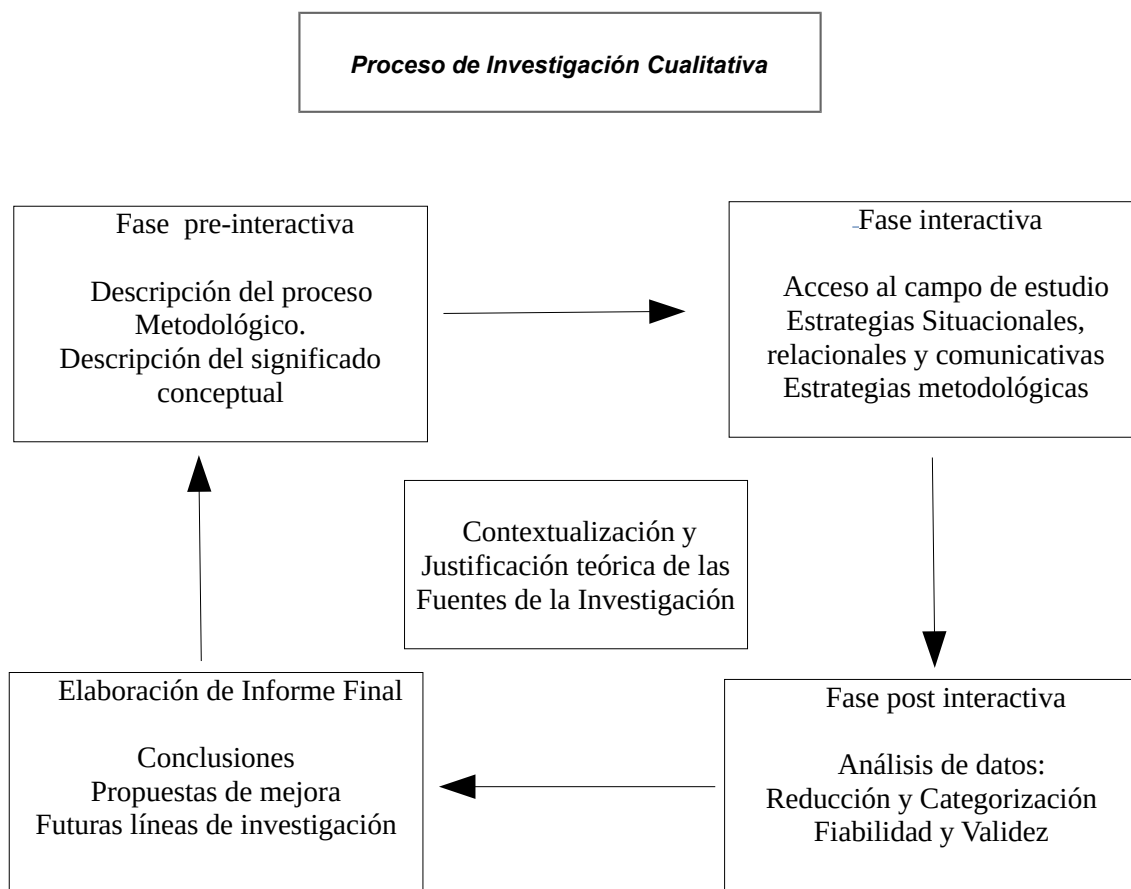 Proceso de Investigación Cualitativa
Fase pre-interactiva
Descripción del proceso
Metodológico.
Descripción del significado
conceptual
Fase interactiva
Acceso al campo de estudio
Estrategias Situacionales,
relacionales y comunicativas
Estrategias metodológicas
Contextualización y
Justificación teórica de las
Fuentes de la Investigación
Elaboración de Informe Final
Conclusiones
Propuestas de mejora
Futuras líneas de investigación
Fase post interactiva
Análisis de datos:
Reducción y Categorización
Fiabilidad y Validez